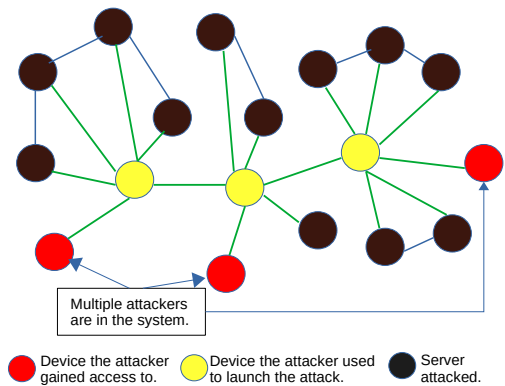 Multiple attackers
are in the system.
Device the attacker
gained access to.
Device the attacker used
to launch the attack.
Server
attacked.